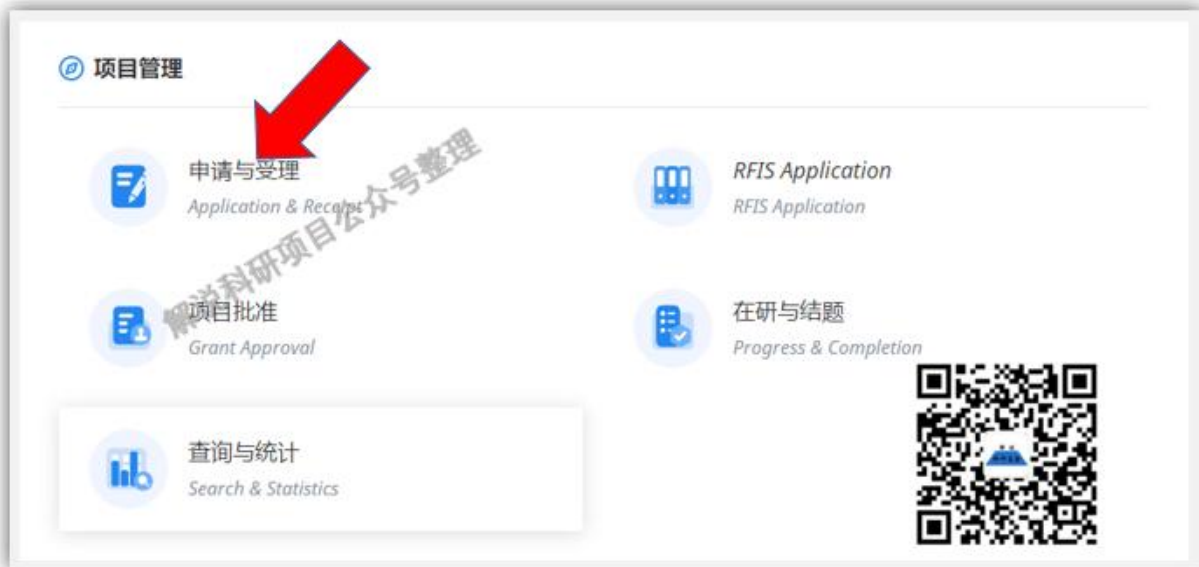 项目管理
申请与受理
Application & Receipt
RFIS Application
RFIS Application
解说科研项目公众号整理
项目批准
Grant Approval
在研与结题
Progress & Completion
查询与统计
Search & Statistics